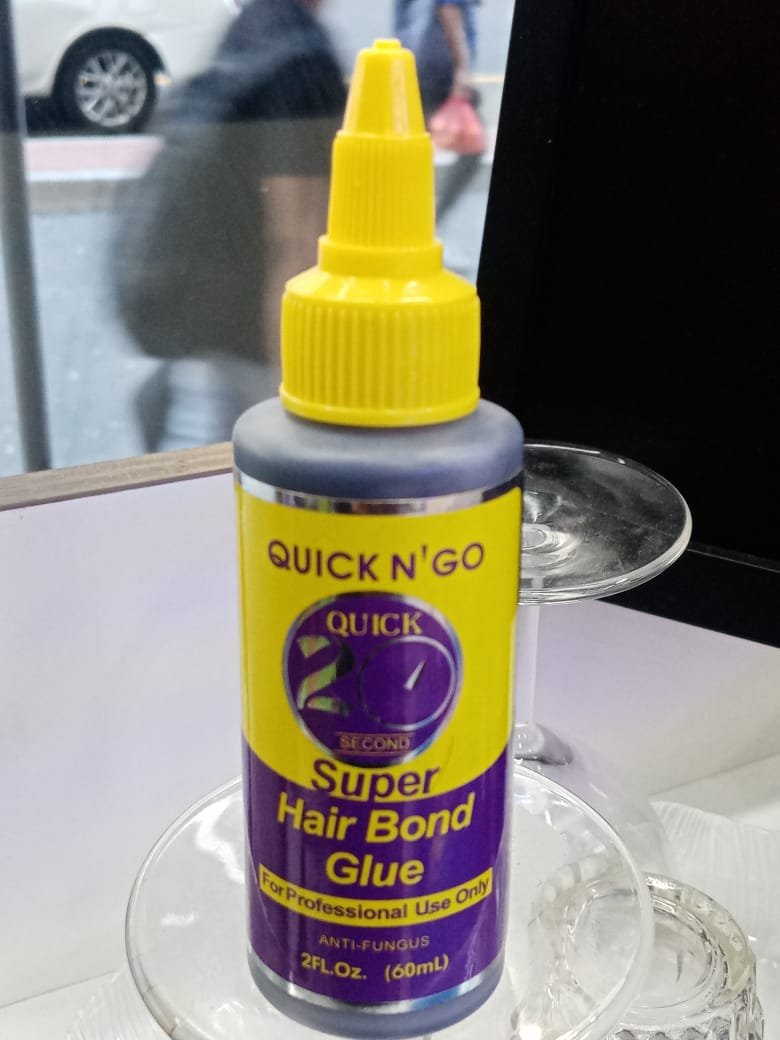 QUICK N'GO
QUICK
20
SECOND
Super
Hair Bond
Glue
For Professional Use Only
ANTI-FUNGUS
2FL.Oz. (60mL)